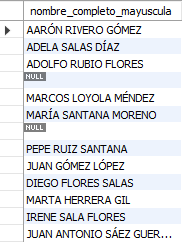 nombre_completo_mayuscula
AARÓN RIVERO GÓMEZ
ADELA SALAS DÍAZ
ADOLFO RUBIO FLORES
NULL
MARCOS LOYOLA MÉNDEZ
MARÍA SANTANA MORENO
NULL
PEPE RUIZ SANTANA
JUAN GÓMEZ LÓPEZ
DIEGO FLORES SALAS
MARTA HERRERA GIL
IRENE SALA FLORES
JUAN ANTONIO SÁEZ GUER...